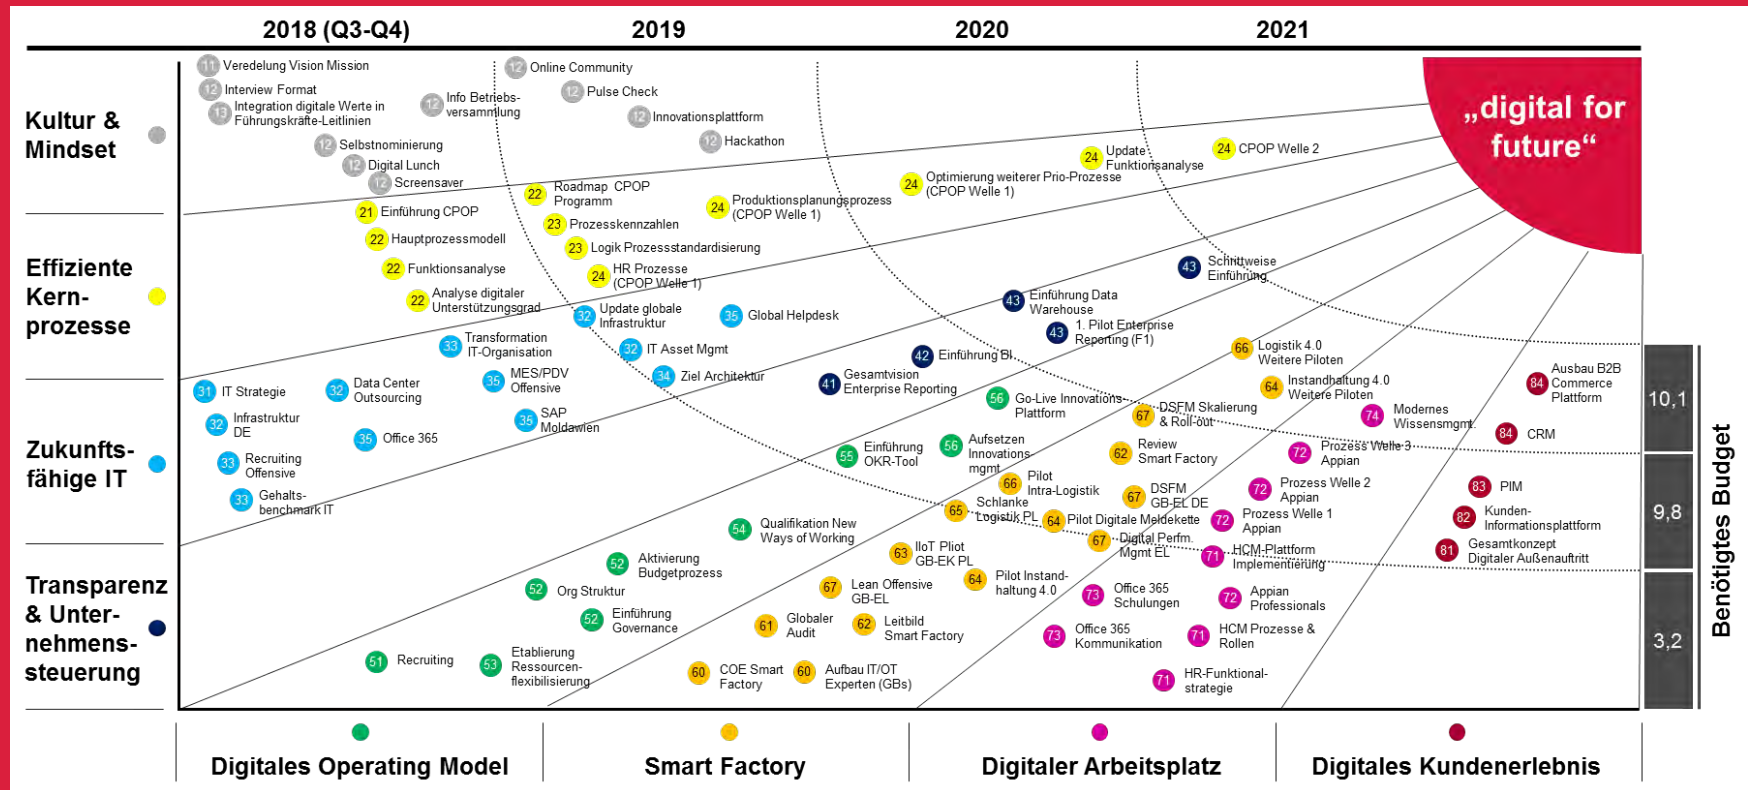 2018 (Q3-Q4)
2019
2020
2021
„digital for
future“
Kultur &
Mindset
11 Veredelung Vision Mission
12 Interview Format
13 Integration digitale Werte in
Führungskräfte-Leitlinien
12 Info Betriebs-
versammlung
12 Selbstnominierung
12 Digital Lunch
12 Screensaver
12 Online Community
12 Pulse Check
12 Innovationsplattform
12 Hackathon
Effiziente
Kern-
prozesse
21 Einführung CPOP
22 Hauptprozessmodell
22 Funktionsanalyse
22 Analyse digitaler
Unterstützungsgrad
22 Roadmap CPOP
Programm
23 Prozesskennzahlen
23 Logik Prozessstandardisierung
24 HR Prozesse
(CPOP Welle 1)
24 Produktionsplanungsprozess
(CPOP Welle 1)
24 Optimierung weiterer Prio-Prozesse
(CPOP Welle 1)
24 Update
Funktionsanalyse
24 CPOP Welle 2
Zukunfts-
fähige IT
31 IT Strategie
32 Infrastruktur
DE
33 Recruiting
Offensive
33 Gehalts-
benchmark IT
32 Data Center
Outsourcing
35 Office 365
33 Transformation
IT-Organisation
35 MES/PDV
Offensive
35 SAP
Moldawien
32 Update globale
Infrastruktur
32 IT Asset Mgmt
34 Ziel Architektur
35 Global Helpdesk
Transparenz
& Unter-
nehmens-
steuerung
41 Gesamtvision
Enterprise Reporting
42 Einführung BI
43 Einführung Data
Warehouse
43 1. Pilot Enterprise
Reporting (F1)
43 Schrittweise
Einführung
51 Recruiting
53 Etablierung
Ressourcen-
flexibilisierung
52 Org Struktur
52 Einführung
Governance
52 Aktivierung
Budgetprozess
54 Qualifikation New
Ways of Working
55 Einführung
OKR-Tool
56 Aufsetzen
Innovations
mgmt
56 Go-Live Innovations-
Plattform
60 COE Smart
Factory
60 Aufbau IT/OT
Experten (GBs)
61 Globaler
Audit
62 Leitbild
Smart Factory
67 Lean Offensive
GB-EL
63 IIoT Pliot
GB-EK PL
64 Pilot Instand-
haltung 4.0
65 Schlanke
Logistik PL
66 Pilot
Intra-Logistik
64 Pilot Digitale Meldekette
67 Digital Perfm.
Mgmt EL
67 DSFM
GB-EL DE
62 Review
Smart Factory
67 DSFM Skalierung
& Roll-out
64 Instandhaltung 4.0
Weitere Piloten
66 Logistik 4.0
Weitere Piloten
71 HR-Funktional-
strategie
73 Office 365
Kommunikation
71 HCM Prozesse &
Rollen
73 Office 365
Schulungen
72 Appian
Professionals
71 HCM-Plattform
Implementierung
72 Prozess Welle 1
Appian
72 Prozess Welle 2
Appian
72 Prozess Welle 3
Appian
74 Modernes
Wissensmgmt.
81 Gesamtkonzept
Digitaler Außenauftritt
82 Kunden-
Informationsplattform
83 PIM
84 CRM
84 Ausbau B2B
Commerce
Plattform
10,1
9,8
3,2
Benötigtes Budget
Digitales Operating Model
Smart Factory
Digitaler Arbeitsplatz
Digitales Kundenerlebnis